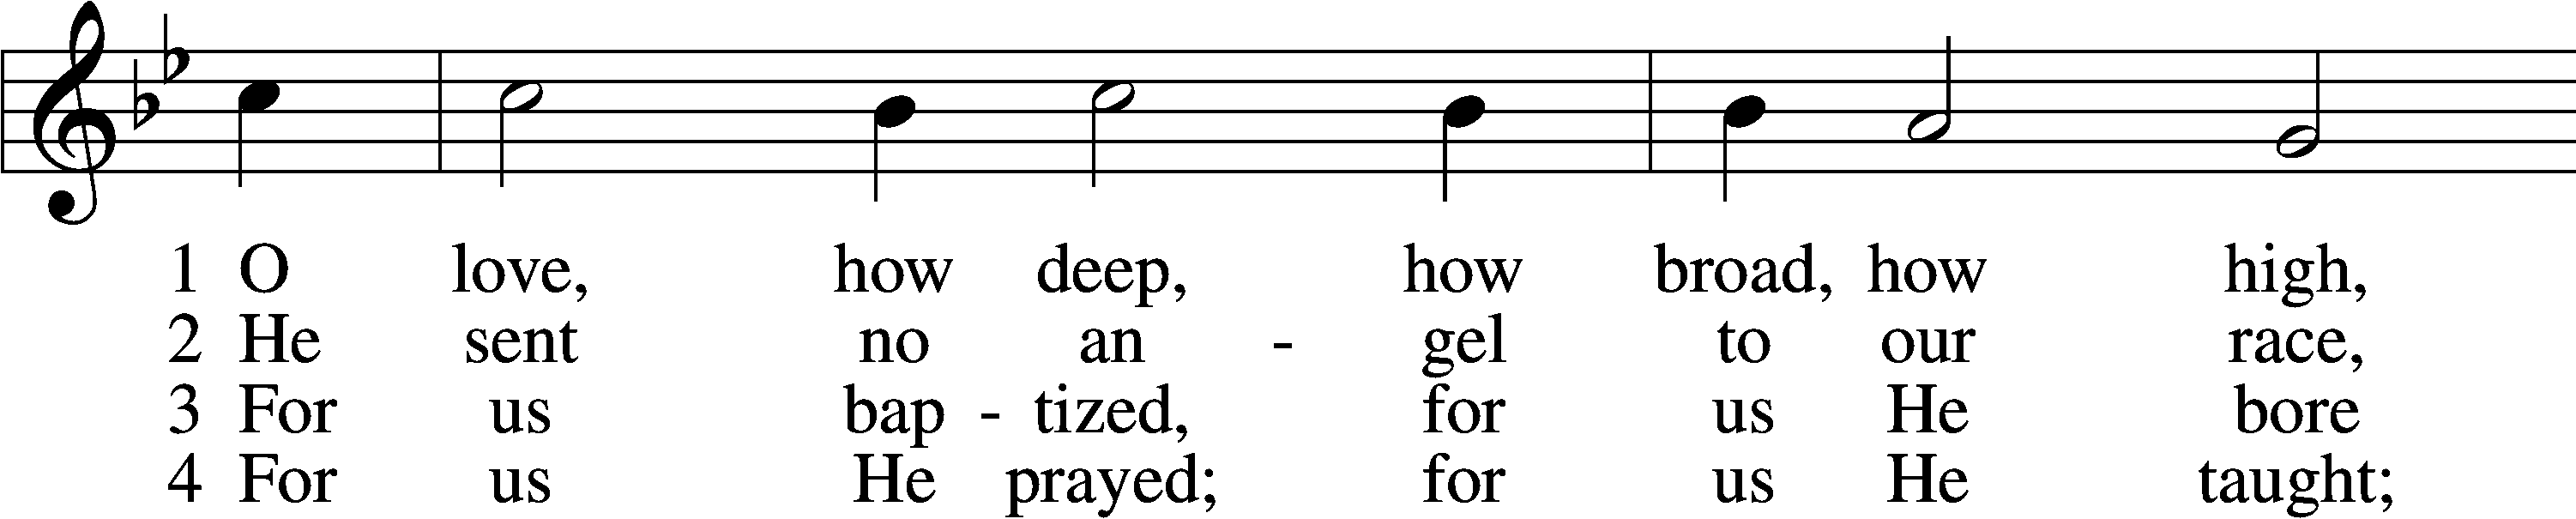 1 O love, how deep, how broad, how high,
2 He sent no an - gel to our race,
3 For us bap - tized, for us He bore
4 For us He prayed; for us He taught;